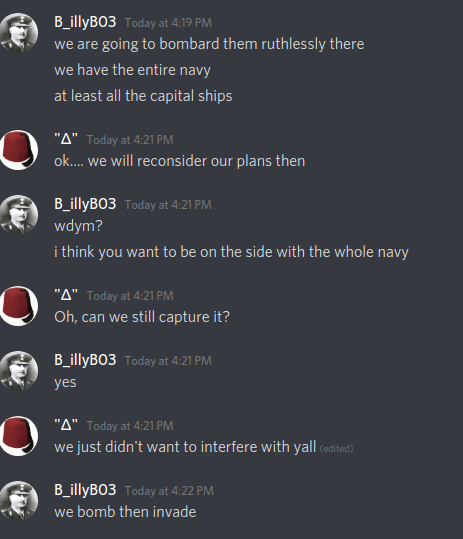 B_illyB03 Today at 4:19 PM
we are going to bombard them ruthlessly there
we have the entire navy
at least all the capital ships
"Δ" Today at 4:21 PM
ok.... we will reconsider our plans then
B_illyB03 Today at 4:21 PM
wdym?
i think you want to be on the side with the whole navy
"Δ" Today at 4:21 PM
Oh, can we still capture it?
B_illyB03 Today at 4:21 PM
yes
"Δ" Today at 4:21 PM
we just didn't want to interfere with yall (edited)
B_illyB03 Today at 4:22 PM
we bomb then invade